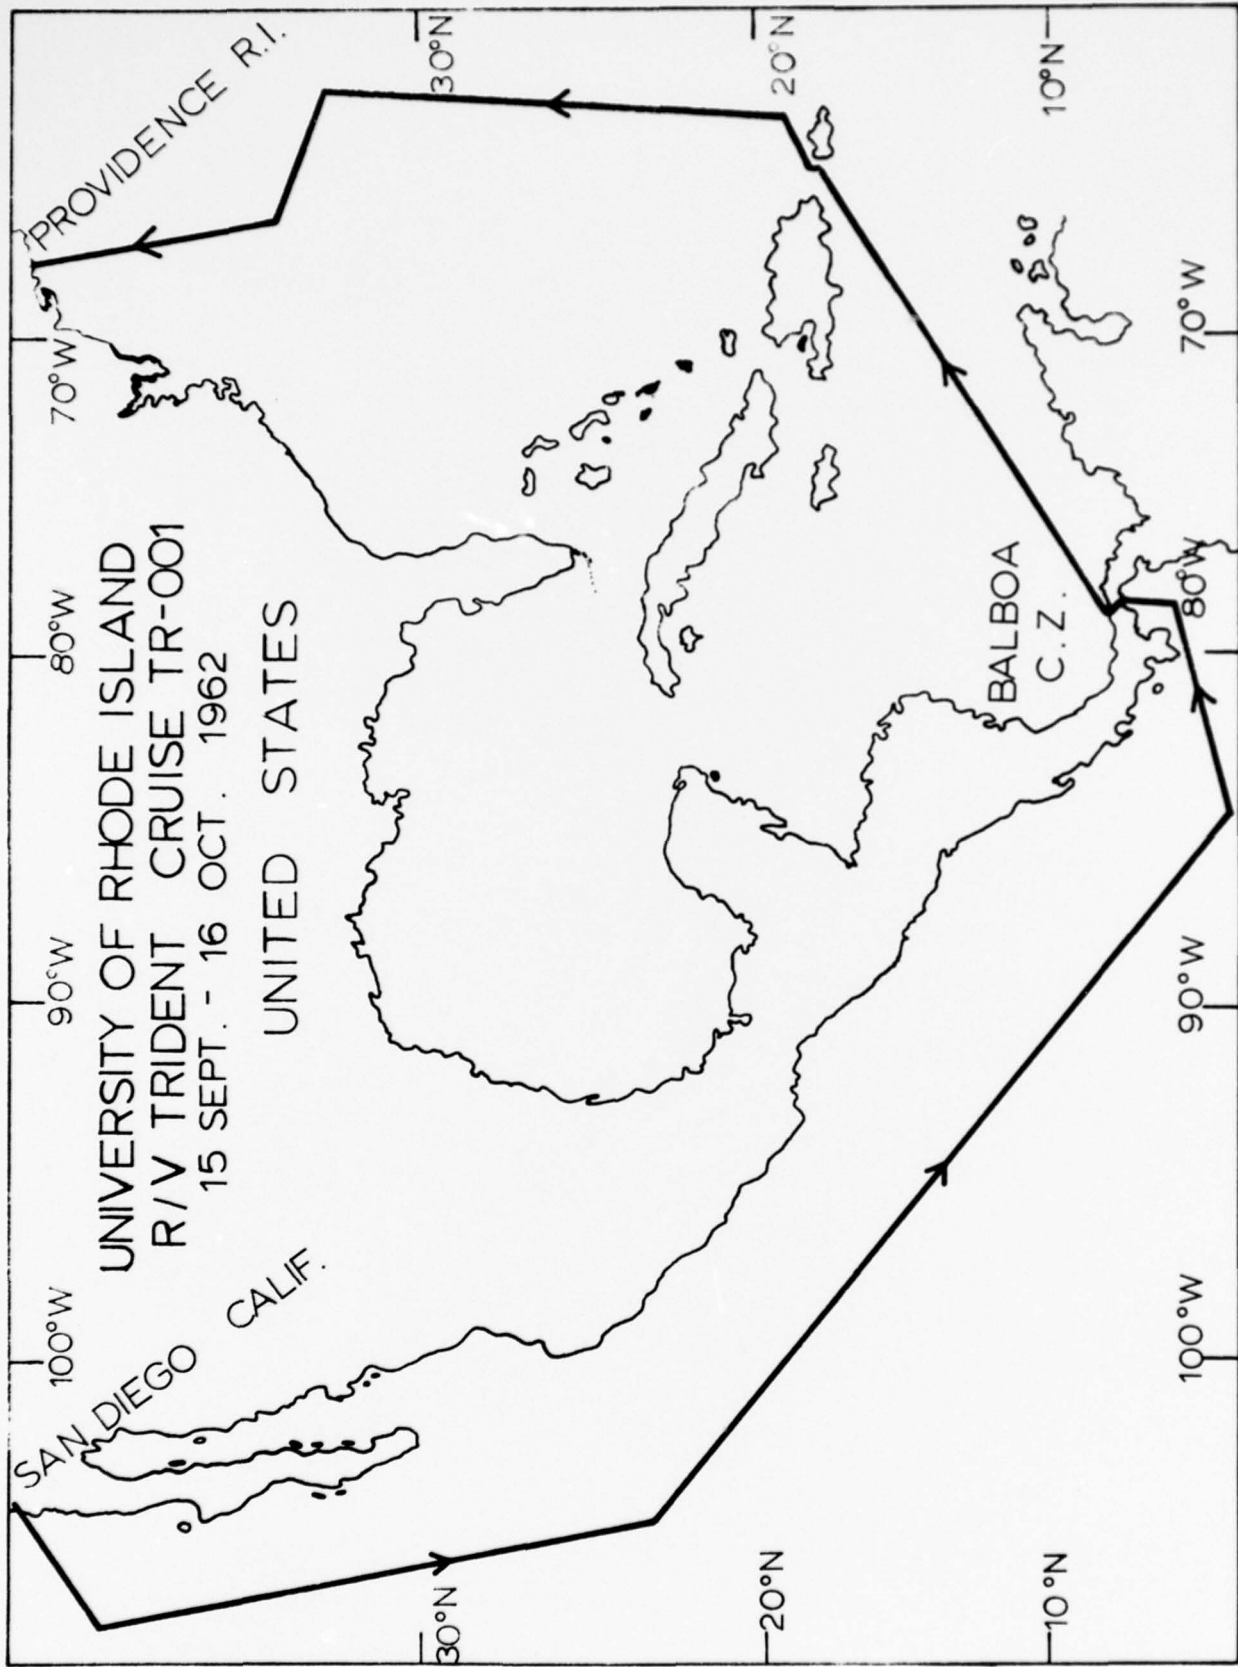 UNIVERSITY OF RHODE ISLAND
R/V TRIDENT CRUISE TR-001
15 SEPT. - 16 OCT. 1962
UNITED STATES
SAN DIEGO CALIF.
PROVIDENCE R.I.
BALBOA
C.Z.
100°W
90°W
80°W
70°W
30°N
30°N
20°N
20°N
10°N
10°N
100°W
90°W
80°W
70°W